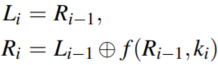 L_i = R_{i−1},
R_i = L_{i−1} ⊕ f(R_{i−1}, k_i)